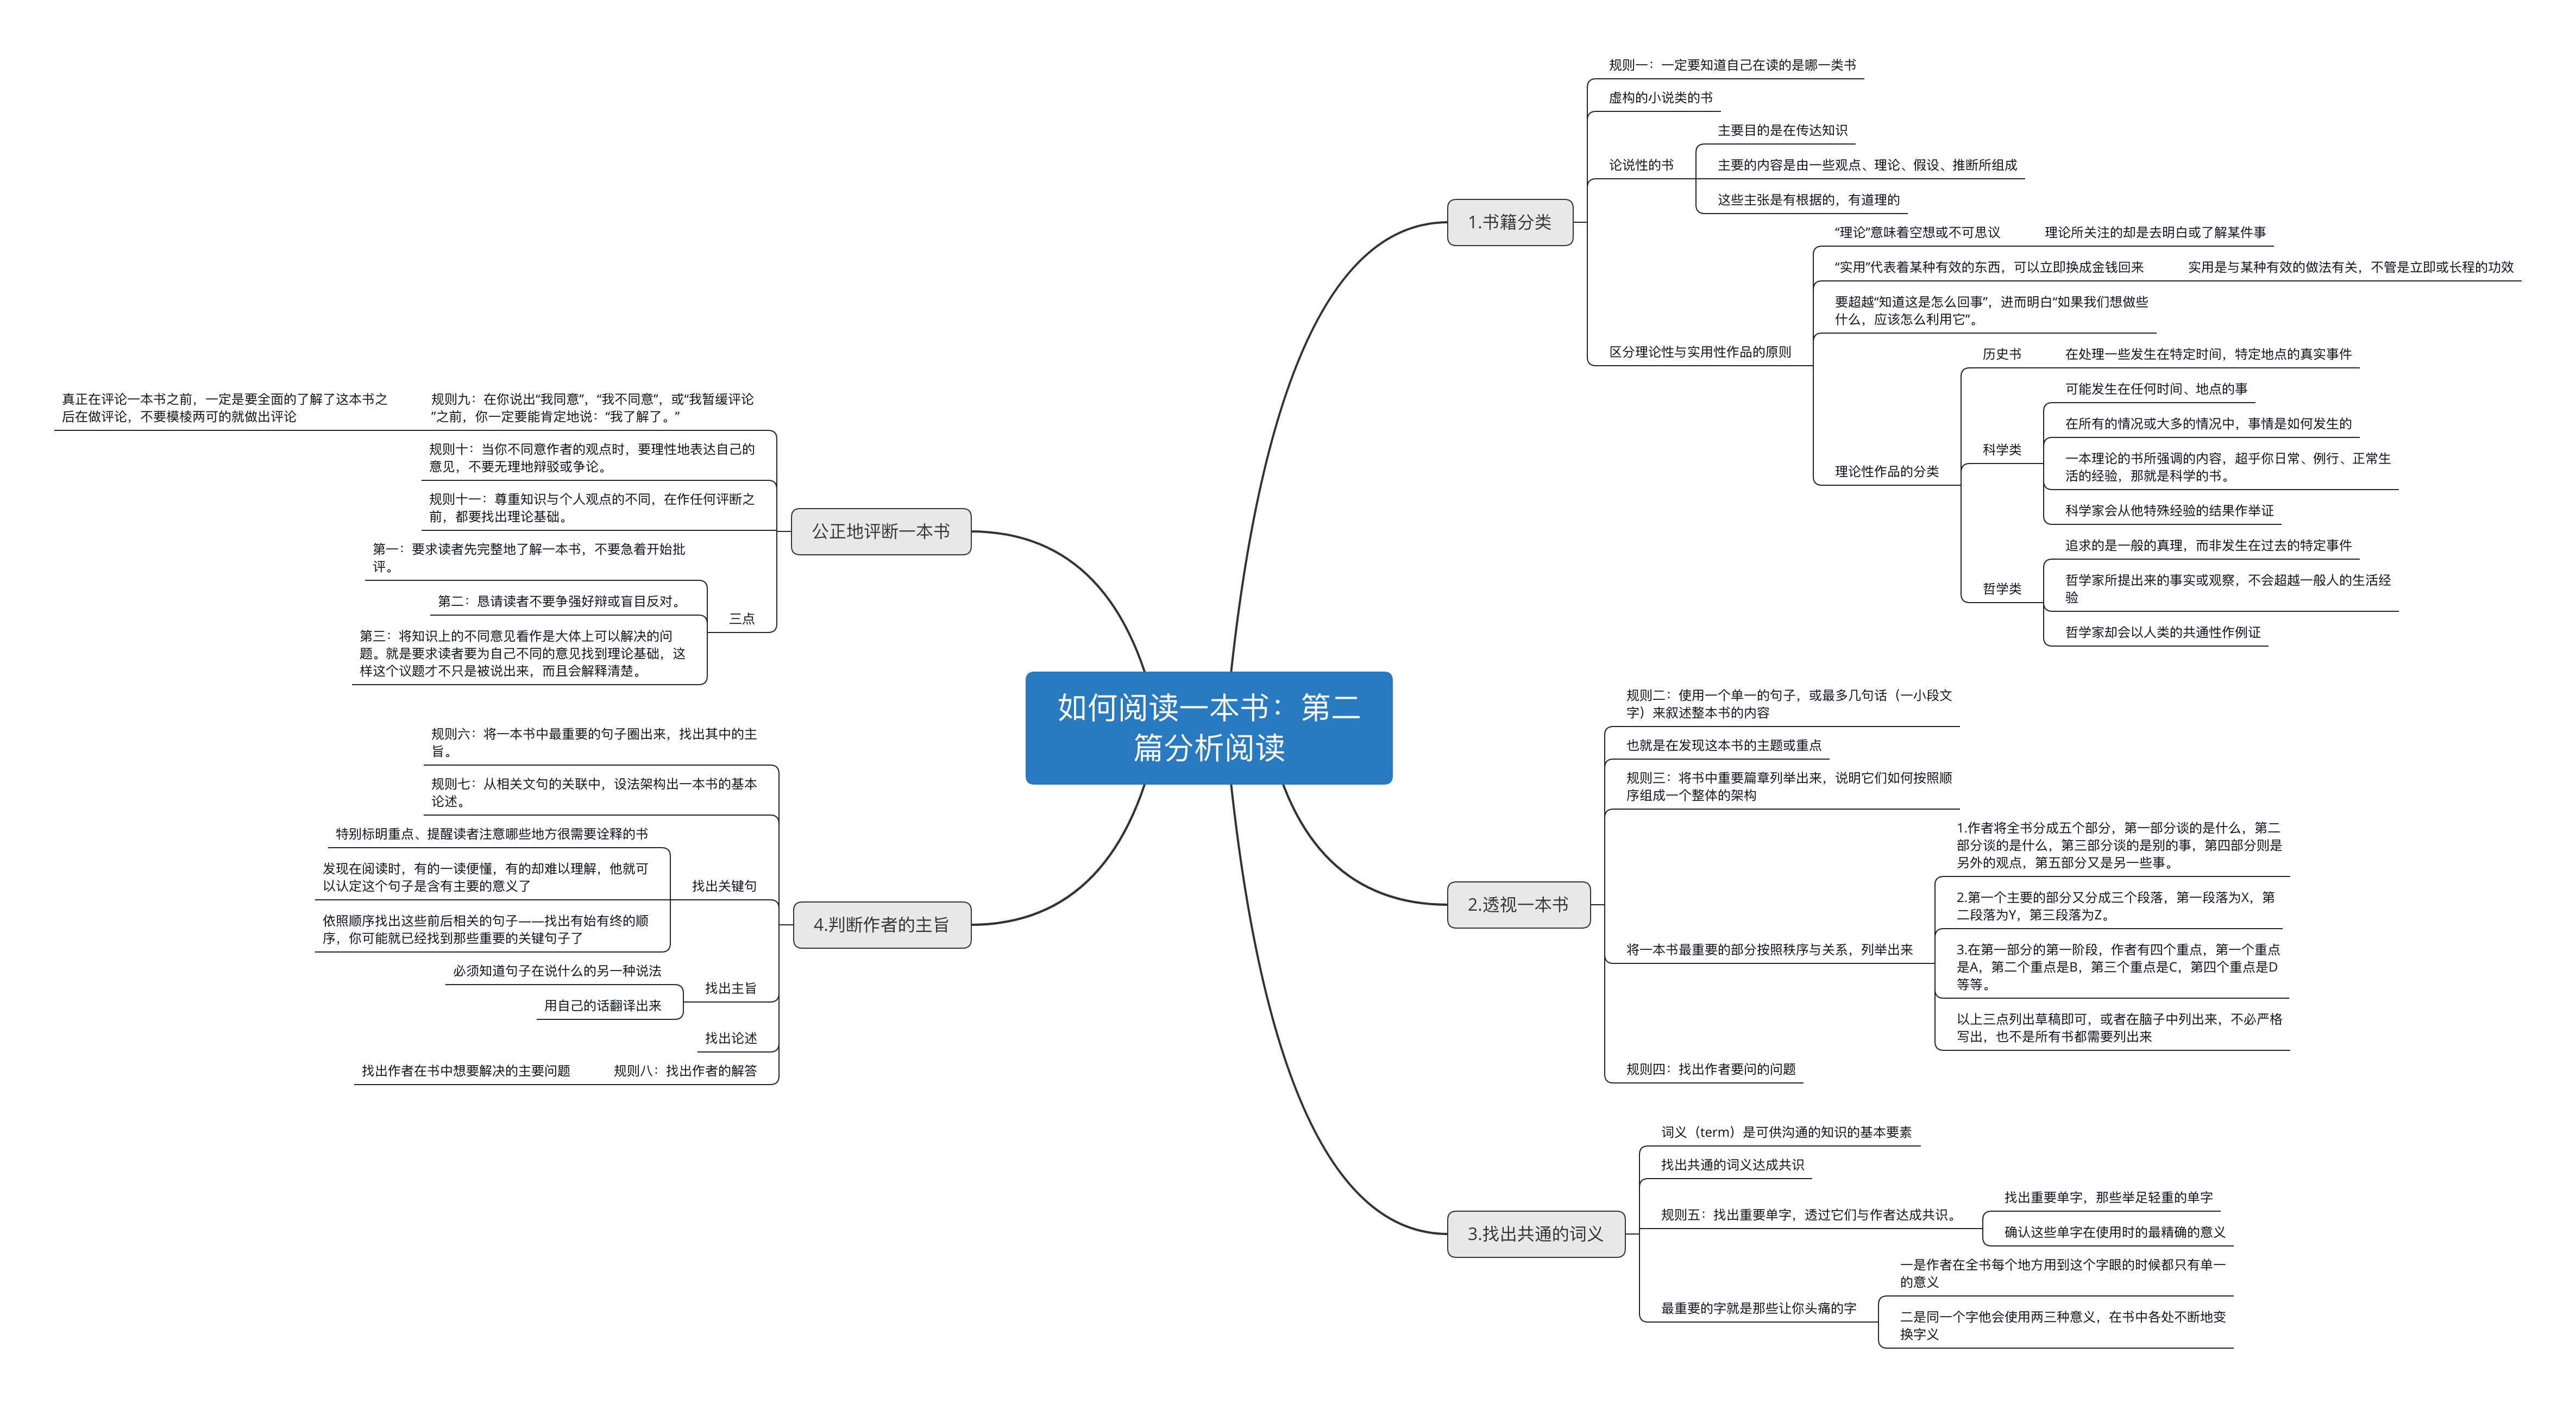 如何阅读一本书：第二
篇分析阅读
1.书籍分类
规则一：一定要知道自己在读的是哪一类书
虚构的小说类的书
论说性的书
主要目的是在传达知识
主要的内容是由一些观点、理论、假设、推断所组成
这些主张是有根据的，有道理的
区分理论性与实用性作品的原则
“理论”意味着空想或不可思议
理论所关注的却是去明白或了解某件事
“实用”代表着某种有效的东西，可以立即换成金钱回来
实用是与某种有效的做法有关，不管是立即或长程的功效
要超越“知道这是怎么回事”，进而明白“如果我们想做些
什么，应该怎么利用它”。
理论性作品的分类
历史书
在处理一些发生在特定时间，特定地点的真实事件
科学类
可能发生在任何时间、地点的事
在所有的情况或大多的情况中，事情是如何发生的
一本理论的书所强调的内容，超乎你日常、例行、正常生
活的经验，那就是科学的书。
科学家会从他特殊经验的结果作举证
哲学类
追求的是一般的真理，而非发生在过去的特定事件
哲学家所提出来的事实或观察，不会超越一般人的生活经
验
哲学家却会以人类的共通性作例证
2.透视一本书
规则二：使用一个单一的句子，或最多几句话（一小段文
字）来叙述整本书的内容
也就是在发现这本书的主题或重点
规则三：将书中重要篇章列举出来，说明它们如何按照顺
序组成一个整体的架构
将一本书最重要的部分按照秩序与关系，列举出来
1.作者将全书分成五个部分，第一部分谈的是什么，第二
部分谈的是什么，第三部分谈的是别的事，第四部分则是
另外的观点，第五部分又是另一些事。
2.第一个主要的部分又分成三个段落，第一段落为X，第
二段落为Y，第三段落为Z。
3.在第一部分的第一阶段，作者有四个重点，第一个重点
是A，第二个重点是B，第三个重点是C，第四个重点是D
等等。
以上三点列出草稿即可，或者在脑子中列出来，不必严格
写出，也不是所有书都需要列出来
规则四：找出作者要问的问题
3.找出共通的词义
词义（term）是可供沟通的知识的基本要素
找出共通的词义达成共识
规则五：找出重要单字，透过它们与作者达成共识。
找出重要单字，那些举足轻重的单字
确认这些单字在使用时的最精确的意义
最重要的字就是那些让你头痛的字
一是作者在全书每个地方用到这个字眼的时候都只有单一
的意义
二是同一个字他会使用两三种意义，在书中各处不断地变
换字义
4.判断作者的主旨
规则六：将一本书中最重要的句子圈出来，找出其中的主
旨。
规则七：从相关文句的关联中，设法架构出一本书的基本
论述。
找出关键句
特别标明重点、提醒读者注意哪些地方很需要诠释的书
发现在阅读时，有的一读便懂，有的却难以理解，他就可
以认定这个句子是含有主要的意义了
依照顺序找出这些前后相关的句子——找出有始有终的顺
序，你可能就已经找到那些重要的关键句子了
找出主旨
必须知道句子在说什么的另一种说法
用自己的话翻译出来
找出论述
规则八：找出作者的解答
找出作者在书中想要解决的主要问题
公正地评断一本书
规则九：在你说出“我同意”，“我不同意”，或“我暂缓评论
”之前，你一定要能肯定地说：“我了解了。”
真正在评论一本书之前，一定是要全面的了解了这本书之
后在做评论，不要模棱两可的就做出评论
规则十：当你不同意作者的观点时，要理性地表达自己的
意见，不要无理地辩驳或争论。
规则十一：尊重知识与个人观点的不同，在作任何评断之
前，都要找出理论基础。
三点
第一：要求读者先完整地了解一本书，不要急着开始批
评。
第二：恳请读者不要争强好辩或盲目反对。
第三：将知识上的不同意见看作是大体上可以解决的问
题。就是要求读者要为自己不同的意见找到理论基础，这
样这个议题才不只是被说出来，而且会解释清楚。